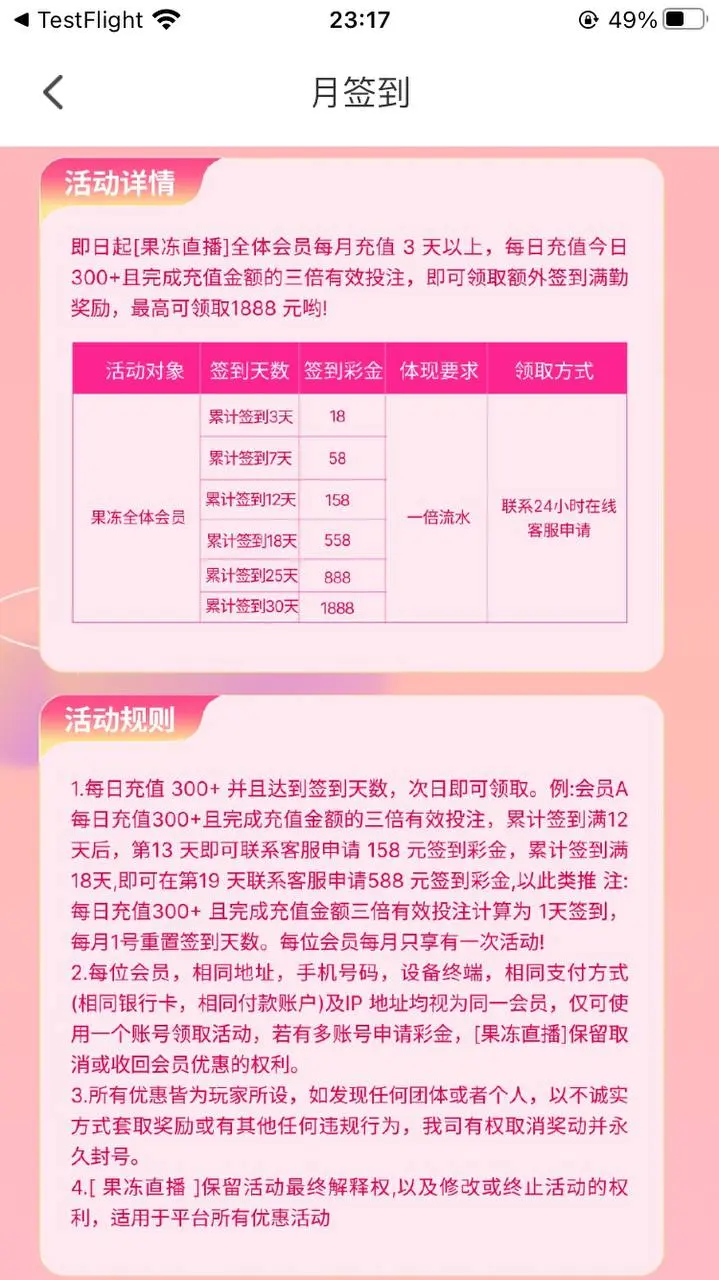 TestFlight
23:17
49%
月签到
活动详情
即日起[果冻直播]全体会员每月充值 3 天以上，每日充值今日
300+且完成充值金额的三倍有效投注，即可领取额外签到满勤
奖励，最高可领取1888 元哟!
活动对象 签到天数 签到彩金 体现要求 领取方式
累计签到3天 18
累计签到7天 58
累计签到12天 158
果冻全体会员 一倍流水 联系24小时在线
客服申请
累计签到18天 558
累计签到25天 888
累计签到30天 1888
活动规则
1.每日充值 300+ 并且达到签到天数，次日即可领取。例:会员A
每日充值300+且完成充值金额的三倍有效投注，累计签到满12
天后，第13 天即可联系客服申请 158 元签到彩金，累计签到满
18天,即可在第19 天联系客服申请588 元签到彩金,以此类推 注:
每日充值300+ 且完成充值金额三倍有效投注计算为 1天签到，
每月1号重置签到天数。每位会员每月只享有一次活动!
2.每位会员，相同地址，手机号码，设备终端，相同支付方式
(相同银行卡，相同付款账户)及IP 地址均视为同一会员，仅可使
用一个账号领取活动，若有多账号申请彩金，[果冻直播]保留取
消或收回会员优惠的权利。
3.所有优惠皆为玩家所设，如发现任何团体或者个人，以不诚实
方式套取奖励或有其他任何违规行为，我司有权取消奖动并永
久封号。
4.[ 果冻直播 ]保留活动最终解释权,以及修改或终止活动的权
利，适用于平台所有优惠活动